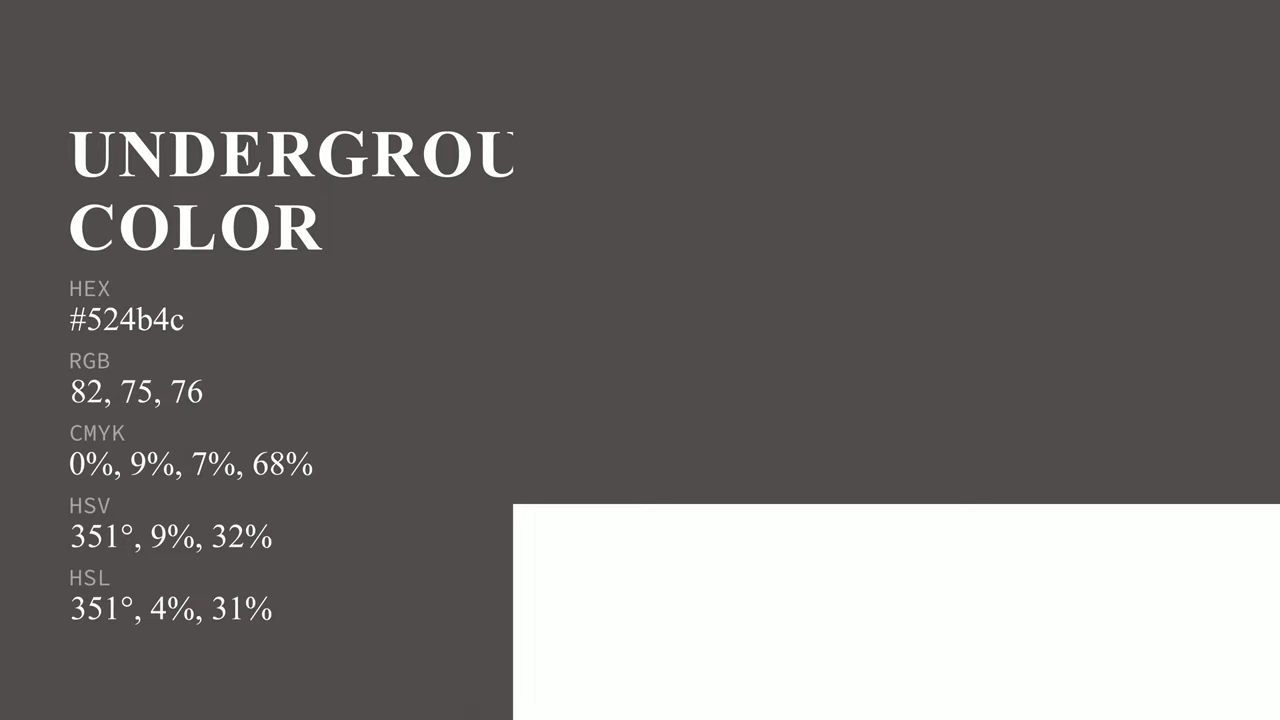 UNDERGROU
COLOR
HEX
#524b4c
RGB
82, 75, 76
CMYK
0%, 9%, 7%, 68%
HSV
351°, 9%, 32%
HSL
351°, 4%, 31%